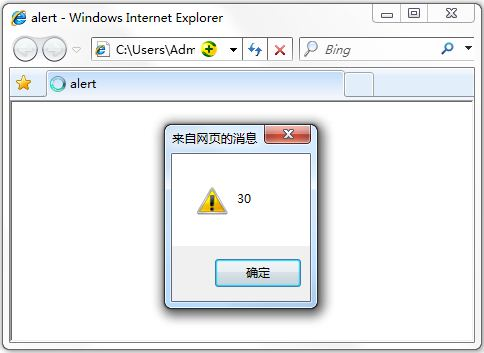 alert - Windows Internet Explorer
C:\Users\Adm
Bing
alert
来自网页的消息
30
确定